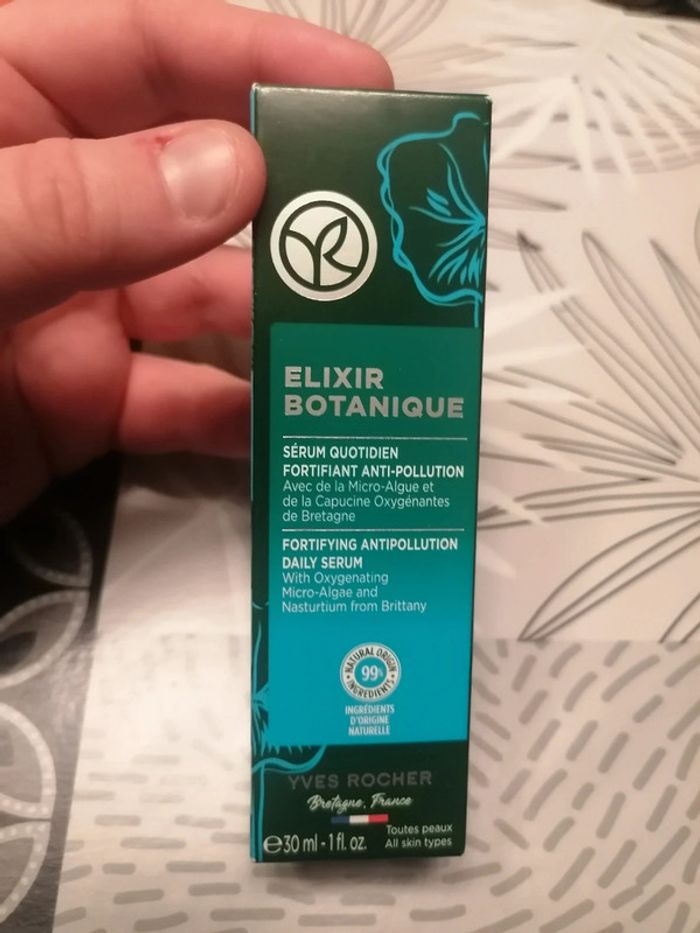 ELIXIR
BOTANIQUE
SÉRUM QUOTIDIEN
FORTIFIANT ANTI-POLLUTION
Avec de la Micro-Algue et
de la Capucine Oxygénantes
de Bretagne
FORTIFYING ANTIPOLLUTION
DAILY SERUM
With Oxygenating
Micro-Algae and
Nasturtium from Brittany
NATURAL ORIGIN
99%
INGREDIENTS
INGRÉDIENTS
D'ORIGINE
NATURELLE
YVES ROCHER
Bretagne, France
Toutes peaux
℮30 ml - 1 fl. oz. All skin types